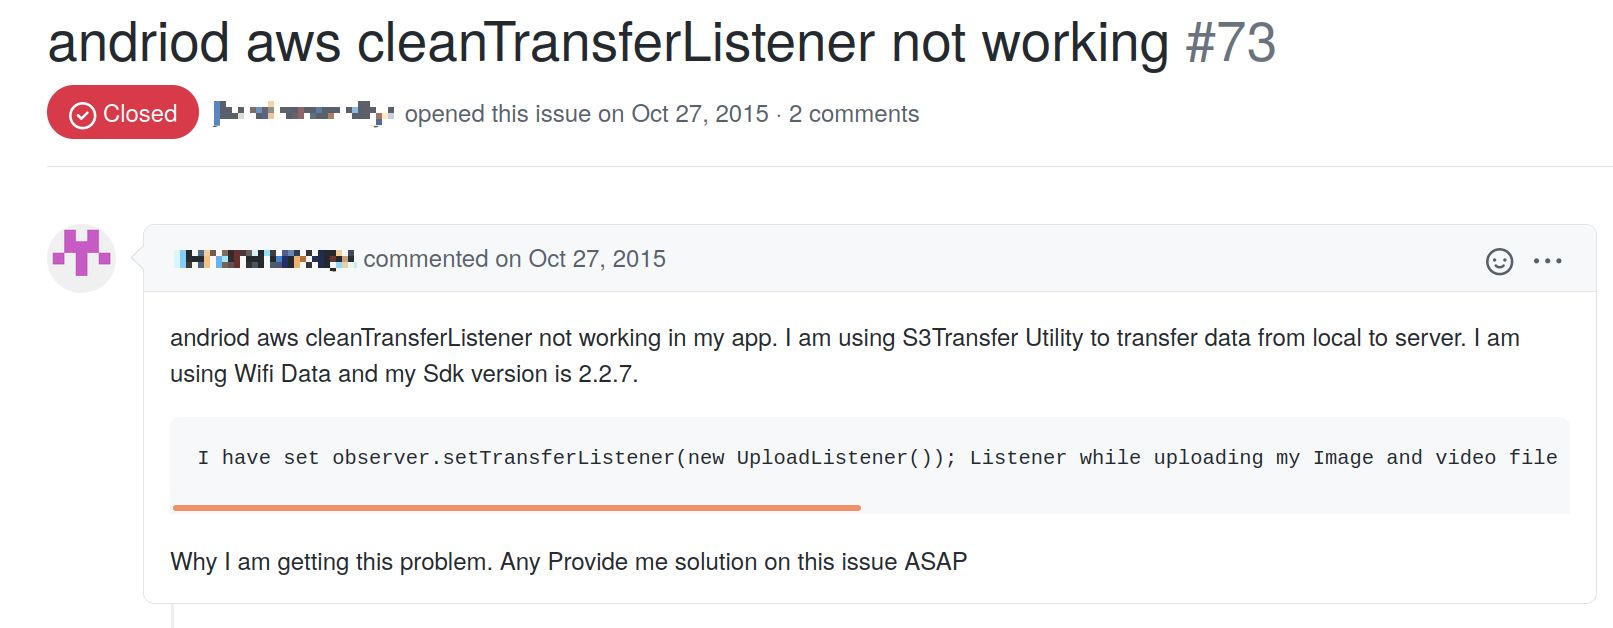 andriod aws cleanTransferListener not working #73
Closed opened this issue on Oct 27, 2015 · 2 comments
commented on Oct 27, 2015
andriod aws cleanTransferListener not working in my app. I am using S3Transfer Utility to transfer data from local to server. I am
using Wifi Data and my Sdk version is 2.2.7.
I have set observer.setTransferListener(new UploadListener()); Listener while uploading my Image and video file
Why I am getting this problem. Any Provide me solution on this issue ASAP